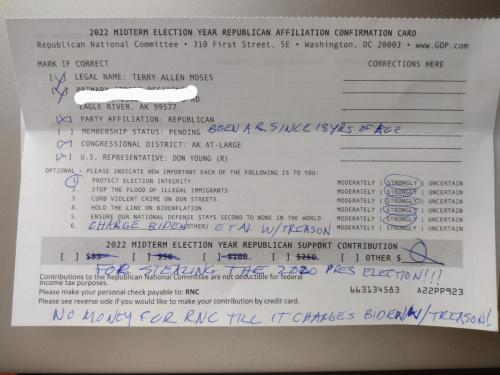 2022 MIDTERM ELECTION YEAR REPUBLICAN AFFILIATION CONFIRMATION CARD
Republican National Committee • 310 First Street, SE • Washington, DC 20003 • www.GOP.com
MARK IF CORRECT CORRECTIONS HERE
[✓] LEGAL NAME: TERRY ALLEN MOSES
[✓] RD
EAGLE RIVER, AK 99577
[✓] PARTY AFFILIATION: REPUBLICAN
[ ] MEMBERSHIP STATUS: PENDING BEEN A R. SINCE 18 YRS OF AGE
[✓] CONGRESSIONAL DISTRICT: AK AT-LARGE
[✓] U.S. REPRESENTATIVE: DON YOUNG (R)
OPTIONAL - PLEASE INDICATE HOW IMPORTANT EACH OF THE FOLLOWING IS TO YOU:
1. PROTECT ELECTION INTEGRITY MODERATELY | STRONGLY | UNCERTAIN
2. STOP THE FLOOD OF ILLEGAL IMMIGRANTS MODERATELY | STRONGLY | UNCERTAIN
3. CURB VIOLENT CRIME ON OUR STREETS MODERATELY | STRONGLY | UNCERTAIN
4. HOLD THE LINE ON BIDENFLATION MODERATELY | STRONGLY | UNCERTAIN
5. ENSURE OUR NATIONAL DEFENSE STAYS SECOND TO NONE IN THE WORLD MODERATELY | STRONGLY | UNCERTAIN
6. CHARGE BIDEN (OTHER) ET AL W/TREASON MODERATELY | STRONGLY | UNCERTAIN
2022 MIDTERM ELECTION YEAR REPUBLICAN SUPPORT CONTRIBUTION
[ ] $35 [ ] $50 [ ] $100 [ ] $250 [ ] OTHER $ 0
FOR STEALING THE 2020 PRES ELECTION!!!
Contributions to the Republican National Committee are not deductible for federal
income tax purposes.
Please make your personal check payable to: RNC 663134583 A22PP923
Please see reverse side if you would like to make your contribution by credit card.
NO MONEY FOR RNC TILL IT CHARGES BIDEN W/TREASON!